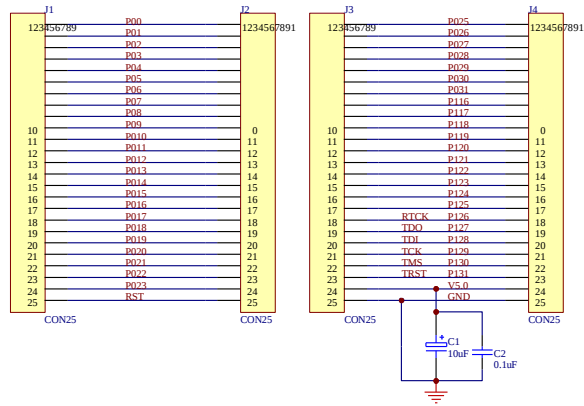 J1 J2 J3 J4
123456789 P00 1234567891 123456789 P025 1234567891
P01 P026
P02 P027
P03 P028
P04 P029
P05 P030
P06 P031
P07 P116
P08 P117
P09 P118
10 P010 0 10 P119 0
11 P011 11 11 P120 11
12 P012 12 12 P121 12
13 P013 13 13 P122 13
14 P014 14 14 P123 14
15 P015 15 15 P124 15
16 P016 16 16 P125 16
17 P017 17 17 RTCK P126 17
18 P018 18 18 TDO P127 18
19 P019 19 19 TDI P128 19
20 P020 20 20 TCK P129 20
21 P021 21 21 TMS P130 21
22 P022 22 22 TRST P131 22
23 P023 23 23 V5.0 23
24 RST 24 24 GND 24
25 25 25 25
CON25 CON25 CON25 CON25
C1
10uF
C2
0.1uF